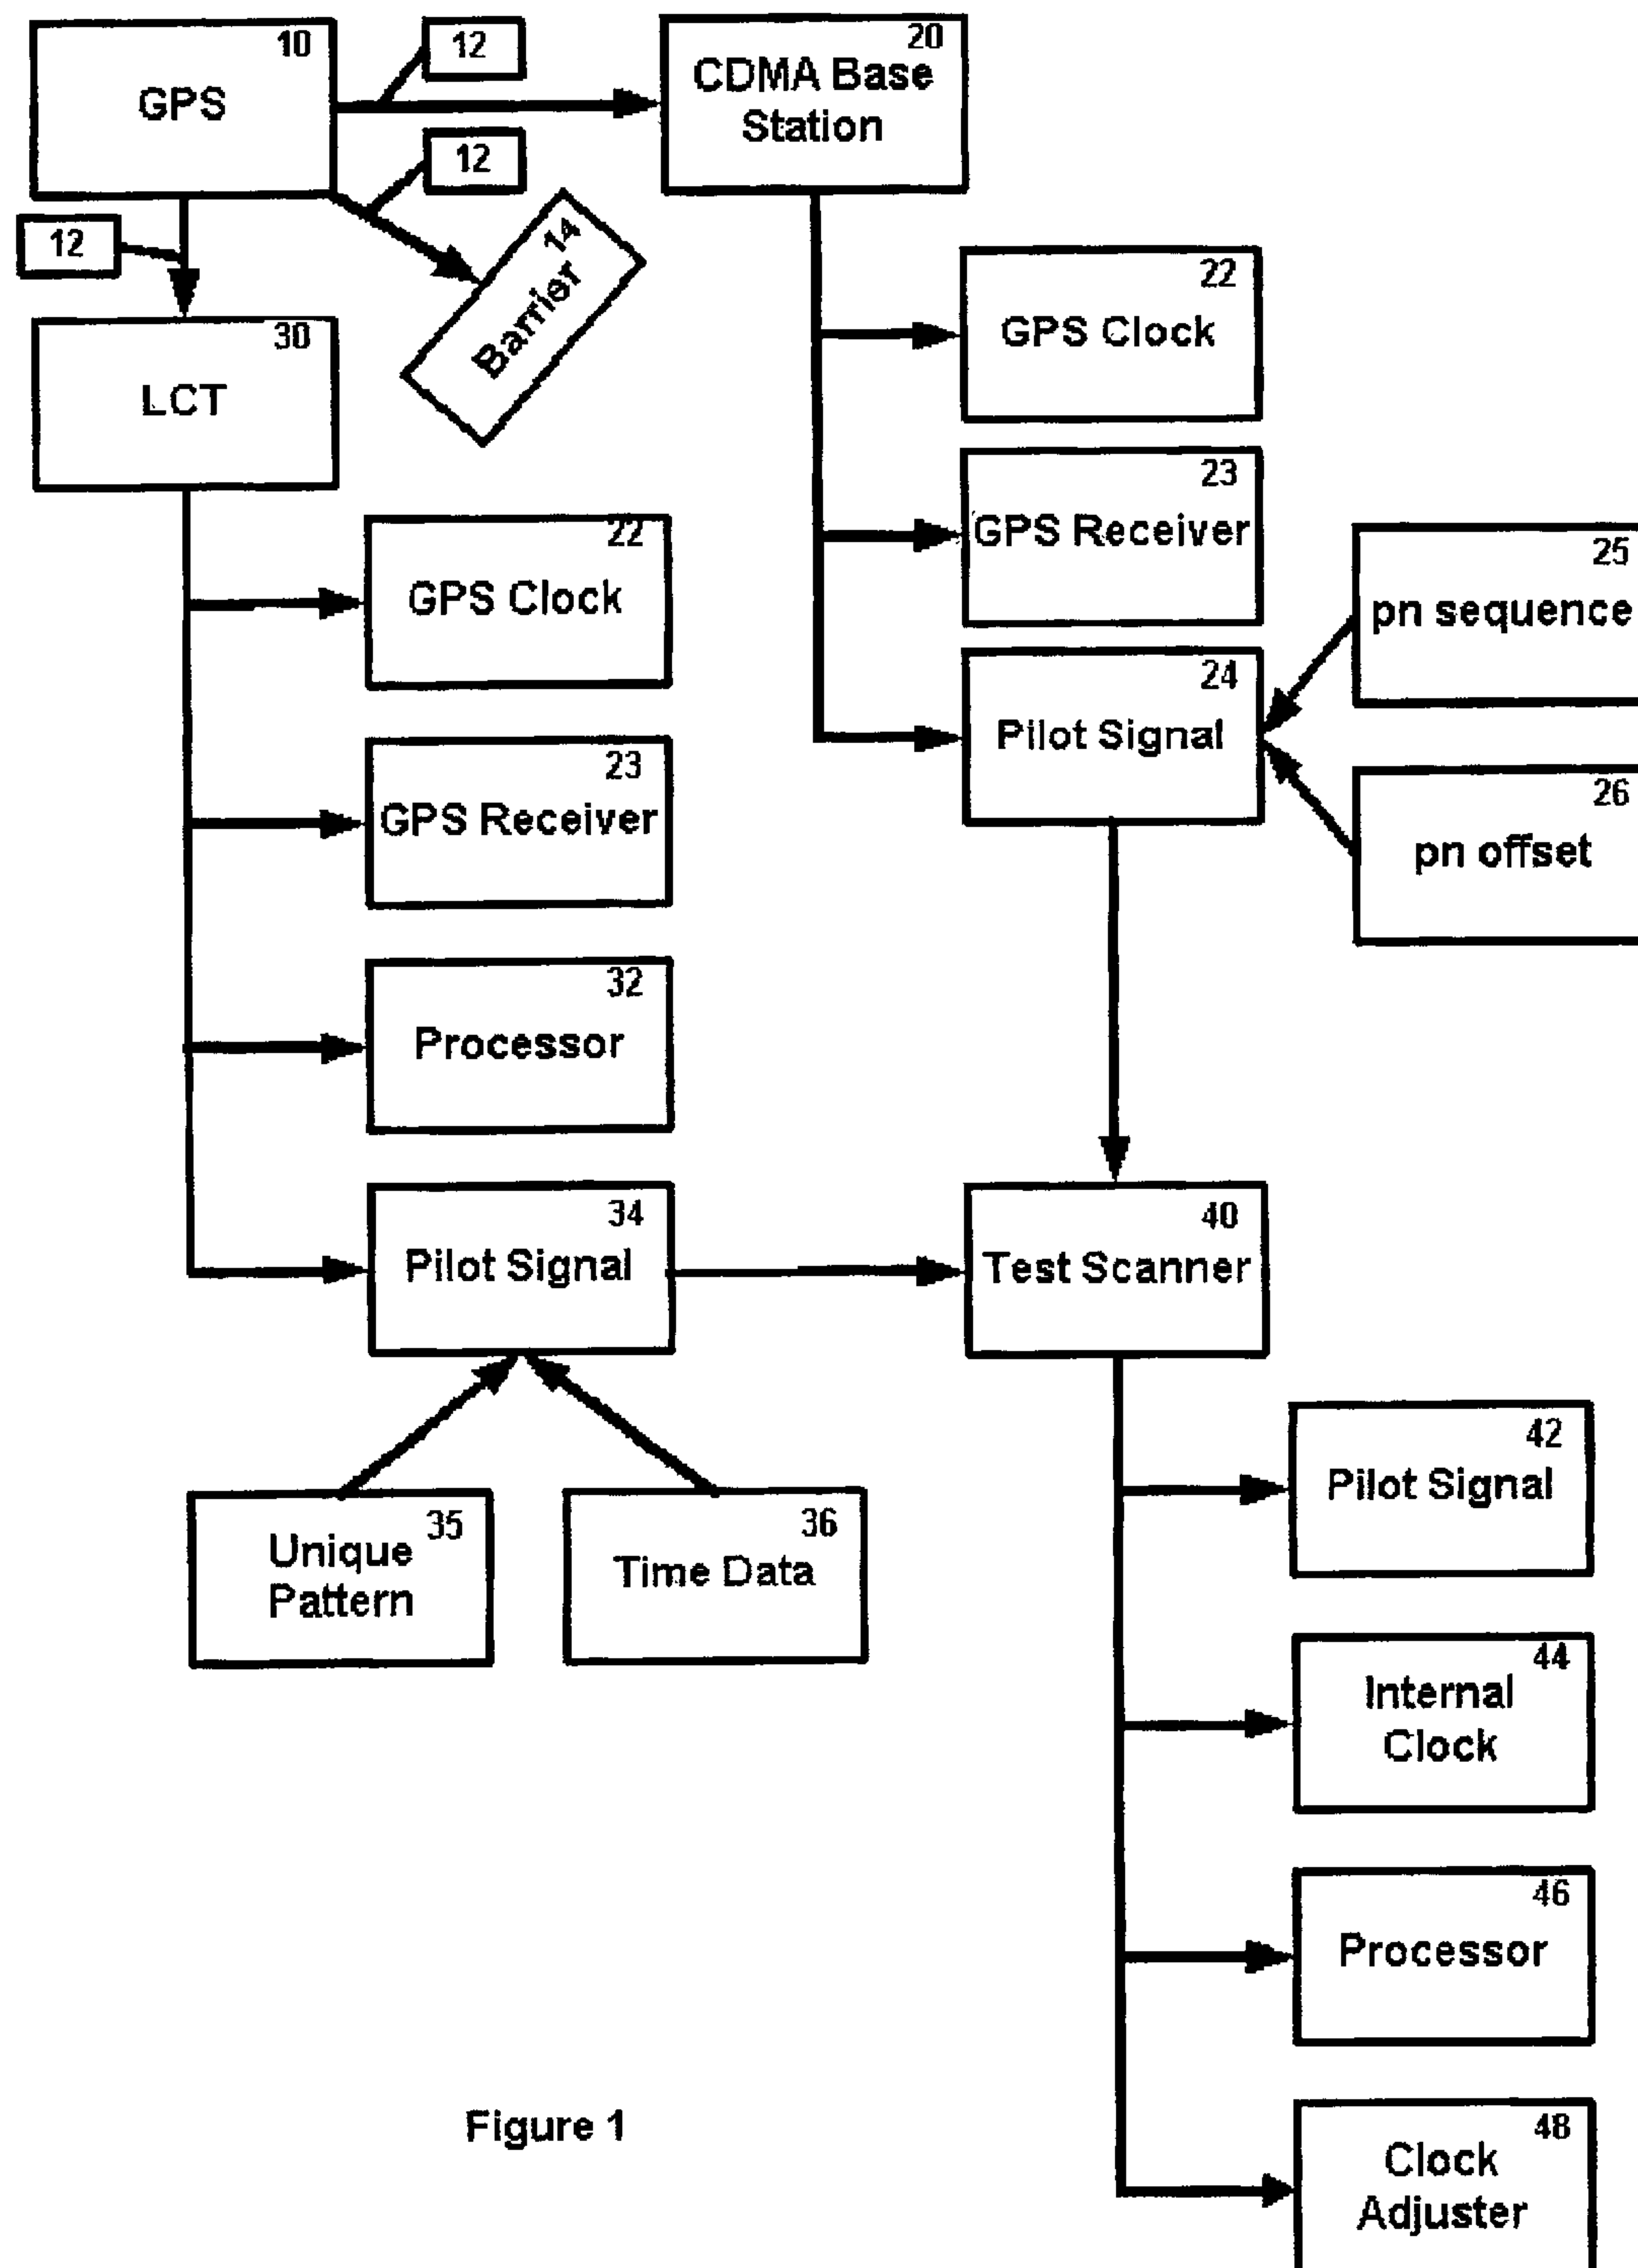 10
GPS
12
20
CDMA Base
Station
12
12
Barrier 14
30
LCT
22
GPS Clock
23
GPS Receiver
24
Pilot Signal
25
pn sequence
26
pn offset
22
GPS Clock
23
GPS Receiver
32
Processor
34
Pilot Signal
40
Test Scanner
35
Unique
Pattern
36
Time Data
42
Pilot Signal
44
Internal
Clock
46
Processor
48
Clock
Adjuster
Figure 1